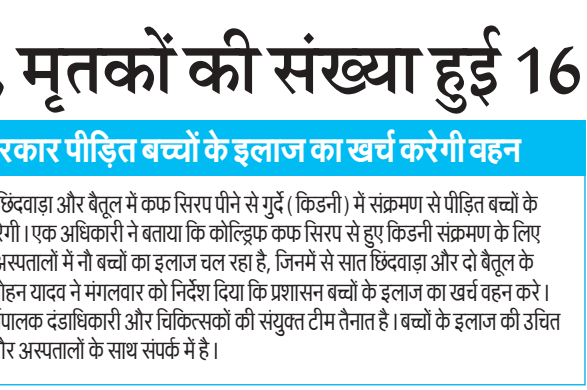 , मृतकों की संख्या हुई 16
रकार पीड़ित बच्चों के इलाज का खर्च करेगी वहन
छिंदवाड़ा और बैतूल में कफ सिरप पीने से गुर्दे ( किडनी ) में संक्रमण से पीड़ित बच्चों के
रेगी । एक अधिकारी ने बताया कि कोल्ड्रिफ कफ सिरप से हुए किडनी संक्रमण के लिए
अस्पतालों में नौ बच्चों का इलाज चल रहा है, जिनमें से सात छिंदवाड़ा और दो बैतूल के
ोहन यादव ने मंगलवार को निर्देश दिया कि प्रशासन बच्चों के इलाज का खर्च वहन करे ।
पालक दंडाधिकारी और चिकित्सकों की संयुक्त टीम तैनात है । बच्चों के इलाज की उचित
ौर अस्पतालों के साथ संपर्क में है ।